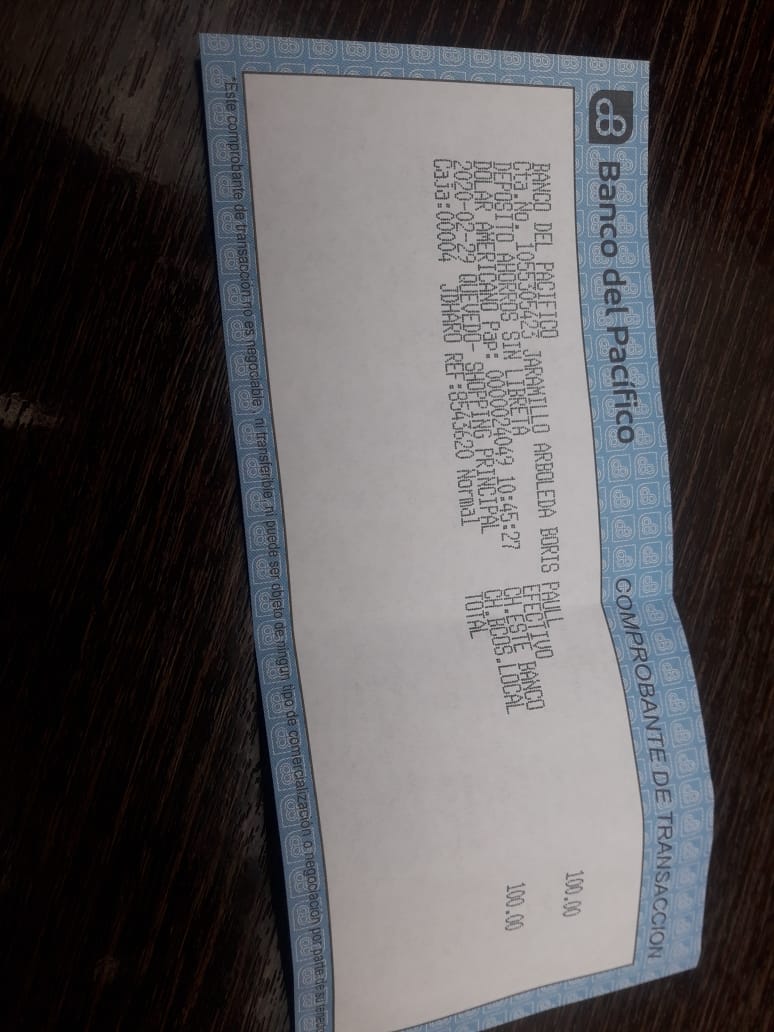 Banco del Pacífico
COMPROBANTE DE TRANSACCION
BANCO DEL PACIFICO
Cta.No. 1055305423 JARAMILLO ARBOLEDA BORIS PAULL
DEPOSITO AHORROS SIN LIBRETA EFECTIVO 100.00
DOLAR AMERICANO Pap: 0000024049 10:45:27 CH.ESTE BANCO
2020-02-29 QUEVEDO- SHOPPING PRINCIPAL CH.BCOS.LOCAL
Caja:00004 JDHARO REF:8543620 Normal TOTAL 100.00
*Este comprobante de transacción no es negociable, ni transferible, ni puede ser objeto de ningún tipo de comercialización o negociación por parte de su